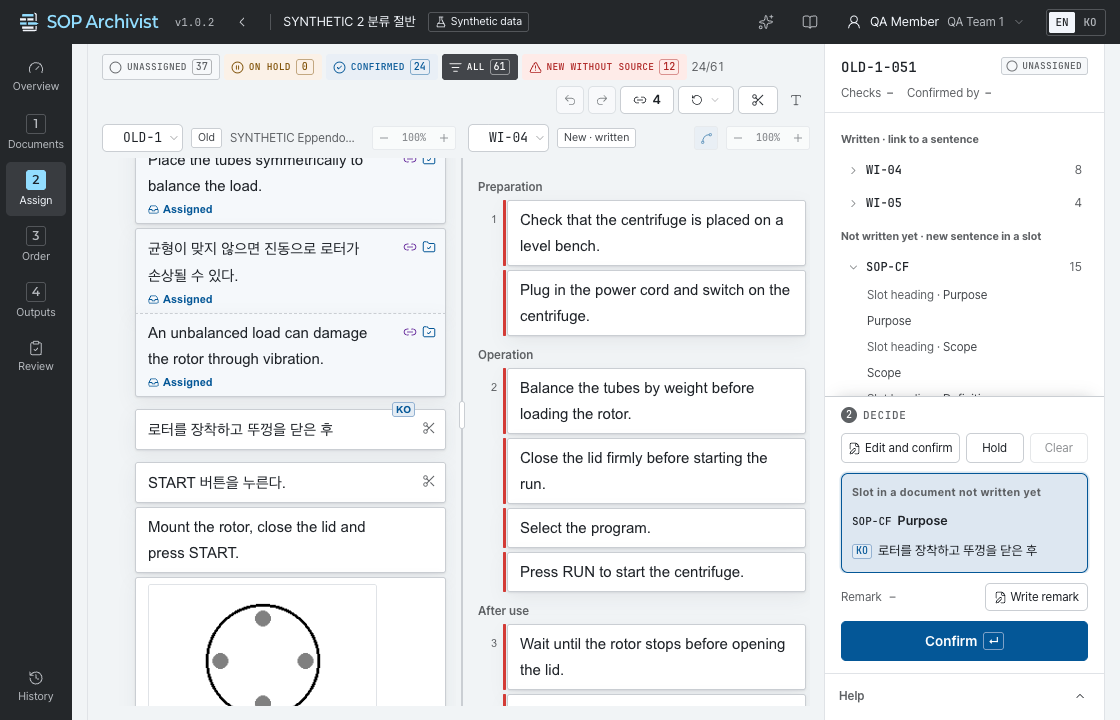 SOP Archivist v1.0.2
SYNTHETIC 2 분류 절반
Synthetic data
QA Member QA Team 1
EN KO
Overview
1
Documents
2
Assign
3
Order
4
Outputs
Review
History
UNASSIGNED 37
ON HOLD 0
CONFIRMED 24
ALL 61
NEW WITHOUT SOURCE 12
24/61
4
OLD-1
Old
SYNTHETIC Eppendo...
100%
Place the tubes symmetrically to
balance the load.
Assigned
균형이 맞지 않으면 진동으로 로터가
손상될 수 있다.
Assigned
An unbalanced load can damage
the rotor through vibration.
Assigned
KO
로터를 장착하고 뚜껑을 닫은 후
START 버튼을 누른다.
Mount the rotor, close the lid and
press START.
WI-04
New · written
100%
Preparation
1
Check that the centrifuge is placed on a
level bench.
Plug in the power cord and switch on the
centrifuge.
Operation
2
Balance the tubes by weight before
loading the rotor.
Close the lid firmly before starting the
run.
Select the program.
Press RUN to start the centrifuge.
After use
3
Wait until the rotor stops before opening
the lid.
OLD-1-051
UNASSIGNED
Checks – Confirmed by –
Written · link to a sentence
WI-04 8
WI-05 4
Not written yet · new sentence in a slot
SOP-CF 15
Slot heading · Purpose
Purpose
Slot heading · Scope
Scope
2 DECIDE
Edit and confirm
Hold
Clear
Slot in a document not written yet
SOP-CF Purpose
KO 로터를 장착하고 뚜껑을 닫은 후
Remark –
Write remark
Confirm
Help